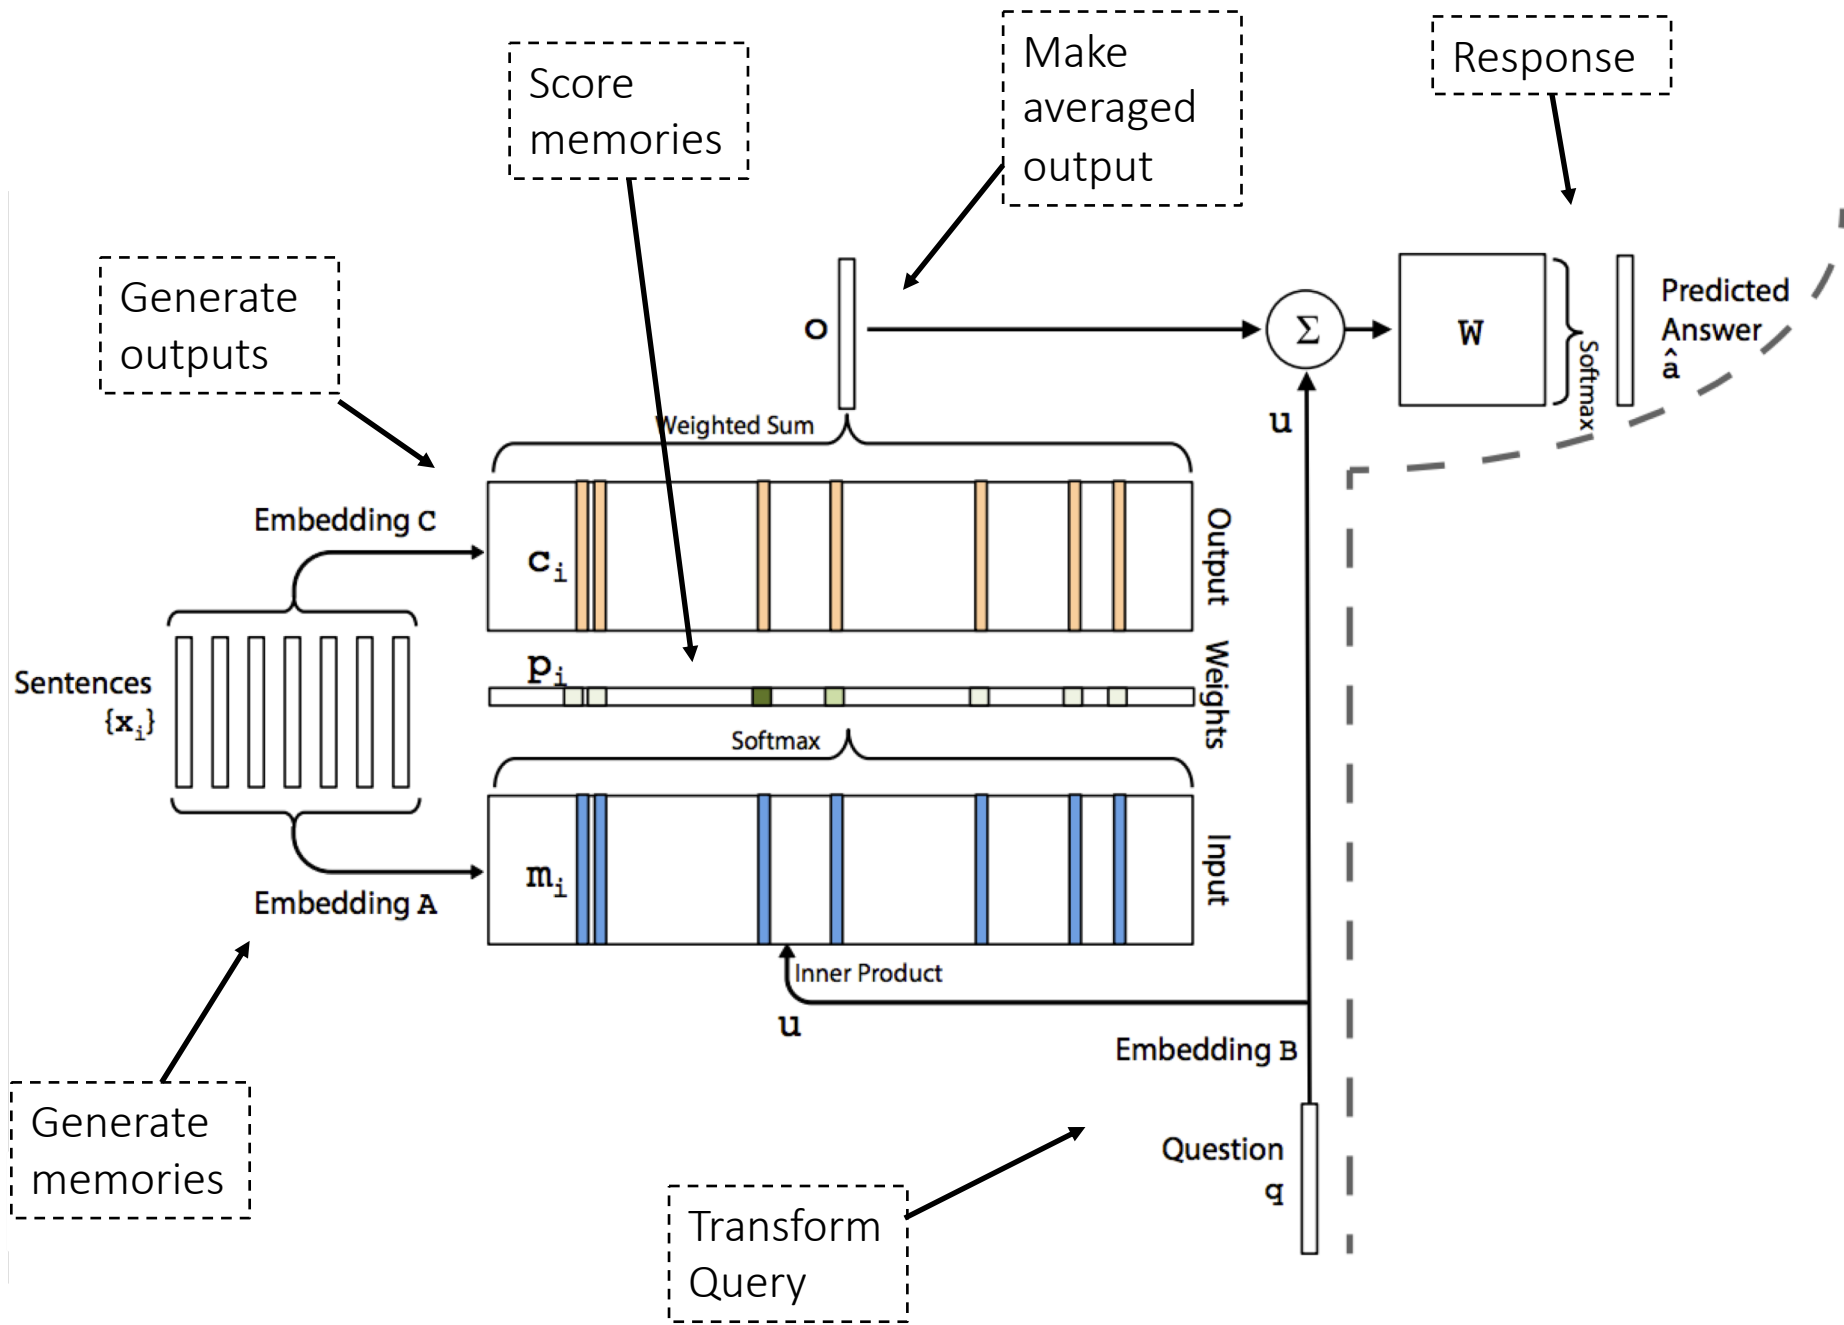 Score
memories
Make
averaged
output
Response
Generate
outputs
o
Σ
W
Softmax
Predicted
Answer
â
Weighted Sum
u
Embedding C
c_i
Output
Sentences
{x_i}
p_i
Weights
Softmax
m_i
Input
Embedding A
Inner Product
u
Embedding B
Generate
memories
Question
q
Transform
Query